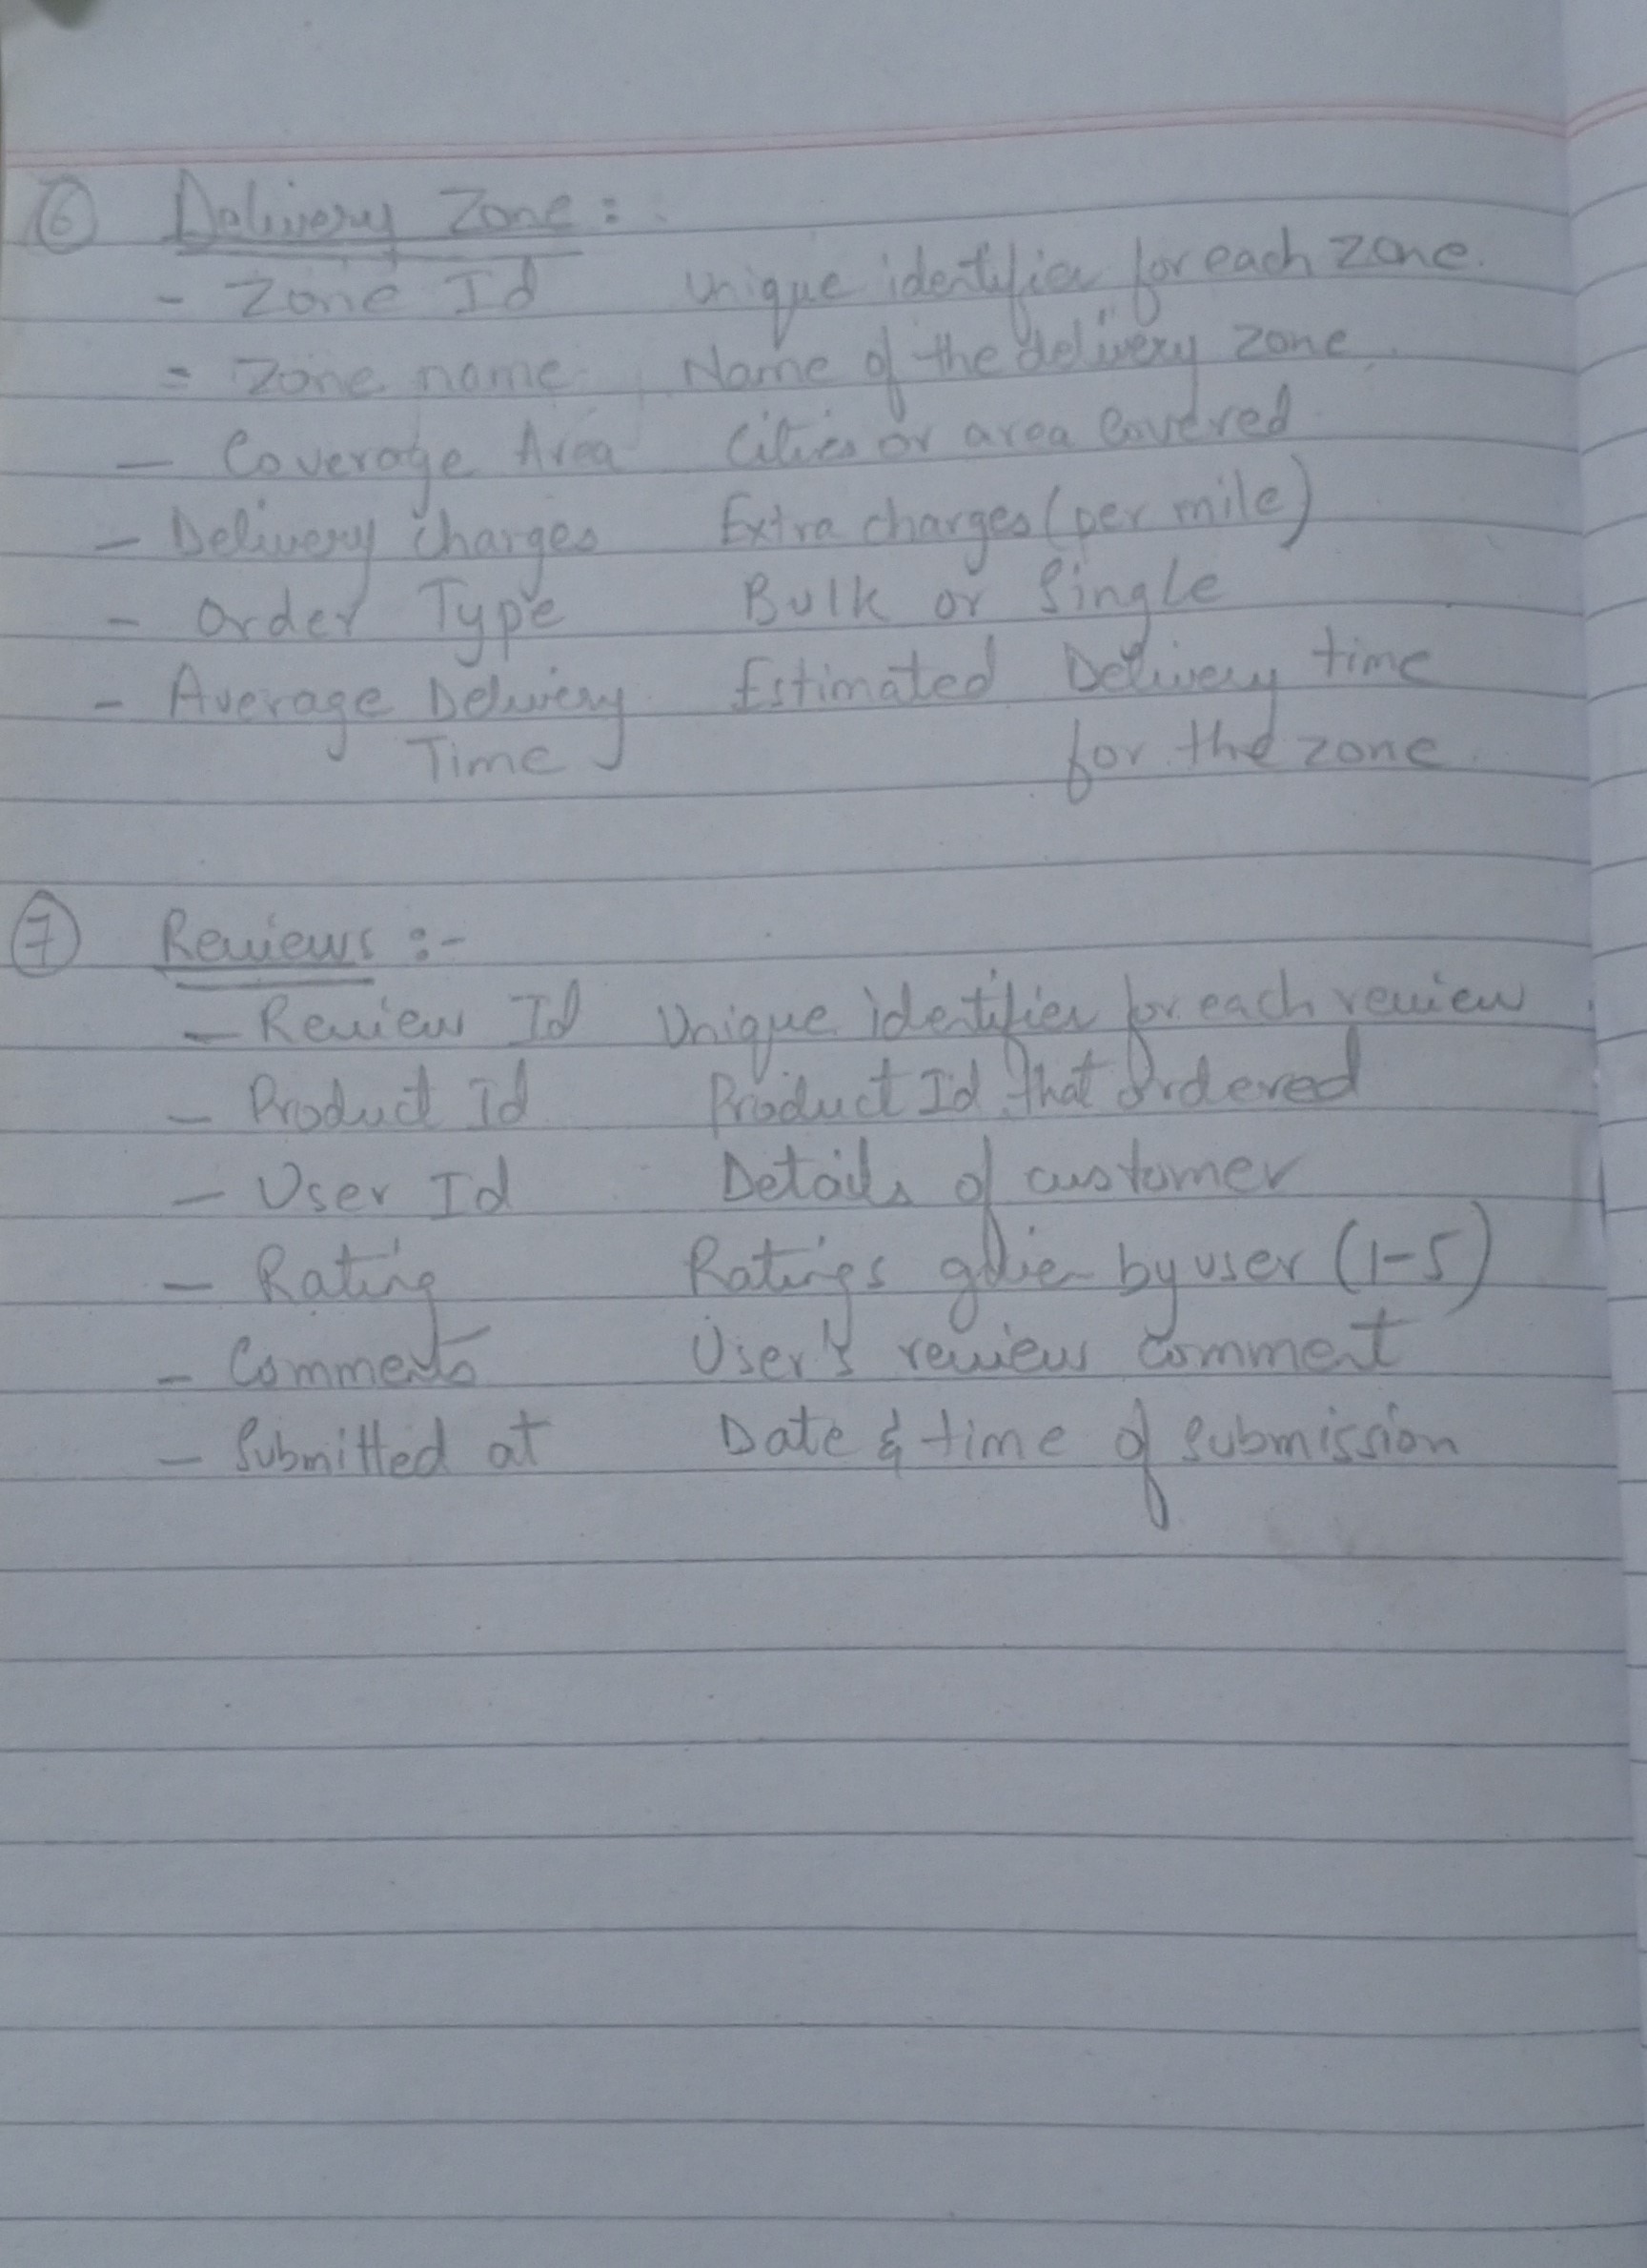 6 Delivery Zone :
- Zone Id Unique identifier for each zone.
= Zone name Name of the delivery zone.
- Coverage Area Cities or area covered
- Delivery charges Extra charges (per mile)
- Order Type Bulk or Single
- Average Delivery Estimated Delivery time
Time for the zone
7 Reviews :-
- Review Id Unique identifier for each review
- Product Id Product Id that ordered
- User Id Details of customer
- Rating Ratings given by user (1-5)
- Comments User's review comment
- Submitted at Date & time of submission